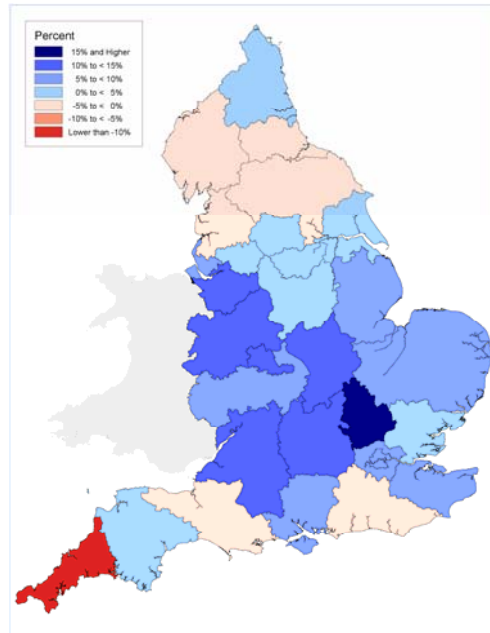 Percent
15% and Higher
10% to < 15%
5% to < 10%
0% to < 5%
-5% to < 0%
-10% to < -5%
Lower than -10%